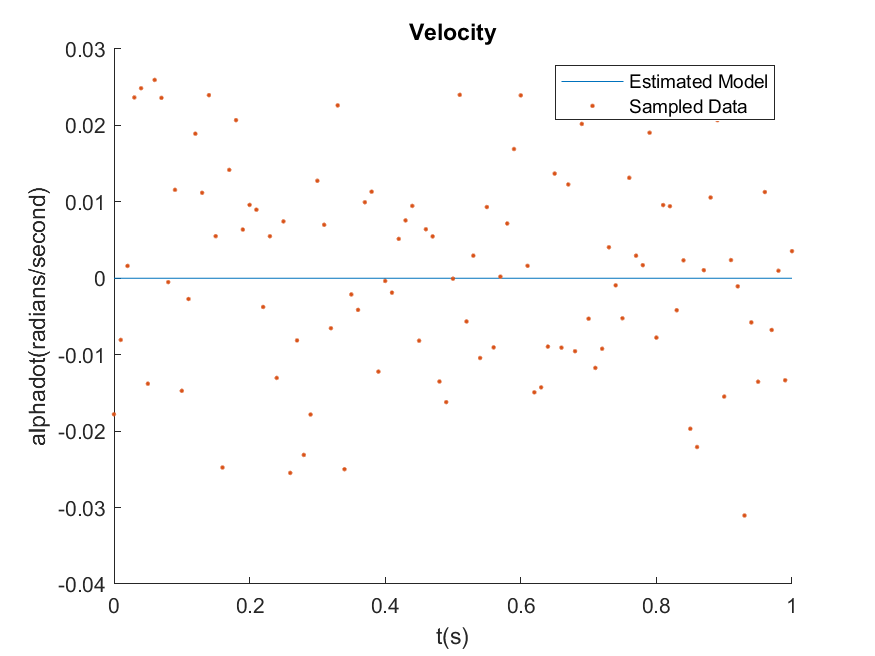 Velocity
0.03
0.02
0.01
0
-0.01
-0.02
-0.03
-0.04
alphadot(radians/second)
Estimated Model
Sampled Data
0 0.2 0.4 0.6 0.8 1
t(s)